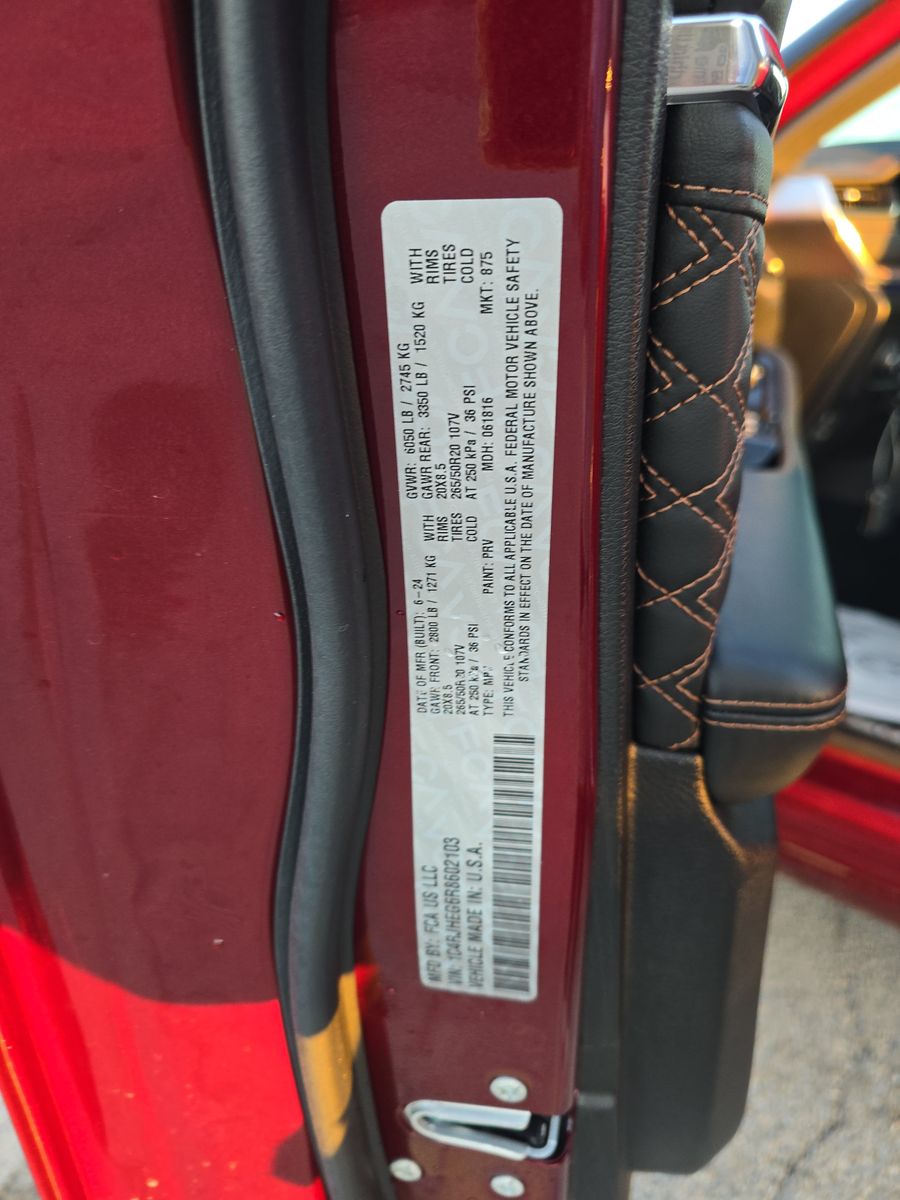 MFD BY: FCA US LLC
VIN: 1C4RJHEG6R8602103
VEHICLE MADE IN: U.S.A.
DATE OF MFR (BUILT): 6-24 GVWR: 6050 LB / 2745 KG
GAWR FRONT: 2800 LB / 1271 KG WITH GAWR REAR: 3350 LB / 1520 KG WITH
20X8.5 RIMS 20X8.5 RIMS
265/50R20 107V TIRES 265/50R20 107V TIRES
AT 250 kPa / 36 PSI COLD AT 250 kPa / 36 PSI COLD
TYPE: MPV PAINT: PRV MDH: 061816 MKT: 875
THIS VEHICLE CONFORMS TO ALL APPLICABLE U.S.A. FEDERAL MOTOR VEHICLE SAFETY
STANDARDS IN EFFECT ON THE DATE OF MANUFACTURE SHOWN ABOVE.